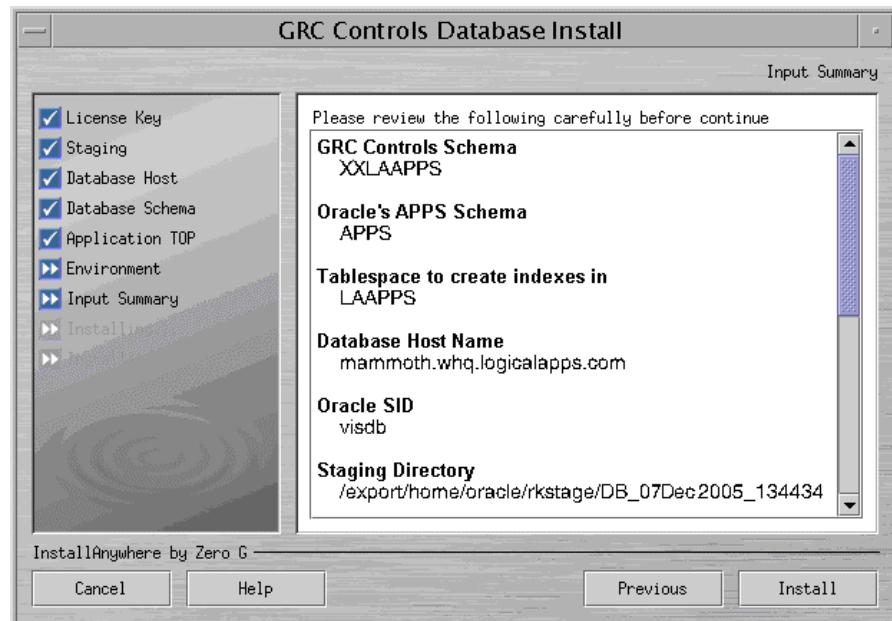 GRC Controls Database Install
Input Summary
License Key
Staging
Database Host
Database Schema
Application TOP
Environment
Input Summary
Installing...
Please review the following carefully before continue
GRC Controls Schema
XXLAAPPS
Oracle's APPS Schema
APPS
Tablespace to create indexes in
LAAPPS
Database Host Name
mammoth.whq.logicalapps.com
Oracle SID
visdb
Staging Directory
/export/home/oracle/rkstage/DB_07Dec2005_134434
InstallAnywhere by Zero G
Cancel
Help
Previous
Install